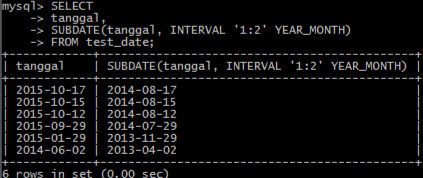 mysql> SELECT
    -> tanggal,
    -> SUBDATE(tanggal, INTERVAL '1:2' YEAR_MONTH)
    -> FROM test_date;
+------------+---------------------------------------------+
| tanggal    | SUBDATE(tanggal, INTERVAL '1:2' YEAR_MONTH) |
+------------+---------------------------------------------+
| 2015-10-17 | 2014-08-17                                  |
| 2015-10-15 | 2014-08-15                                  |
| 2015-10-12 | 2014-08-12                                  |
| 2015-09-29 | 2014-07-29                                  |
| 2015-01-29 | 2013-11-29                                  |
| 2014-06-02 | 2013-04-02                                  |
+------------+---------------------------------------------+
6 rows in set (0.00 sec)